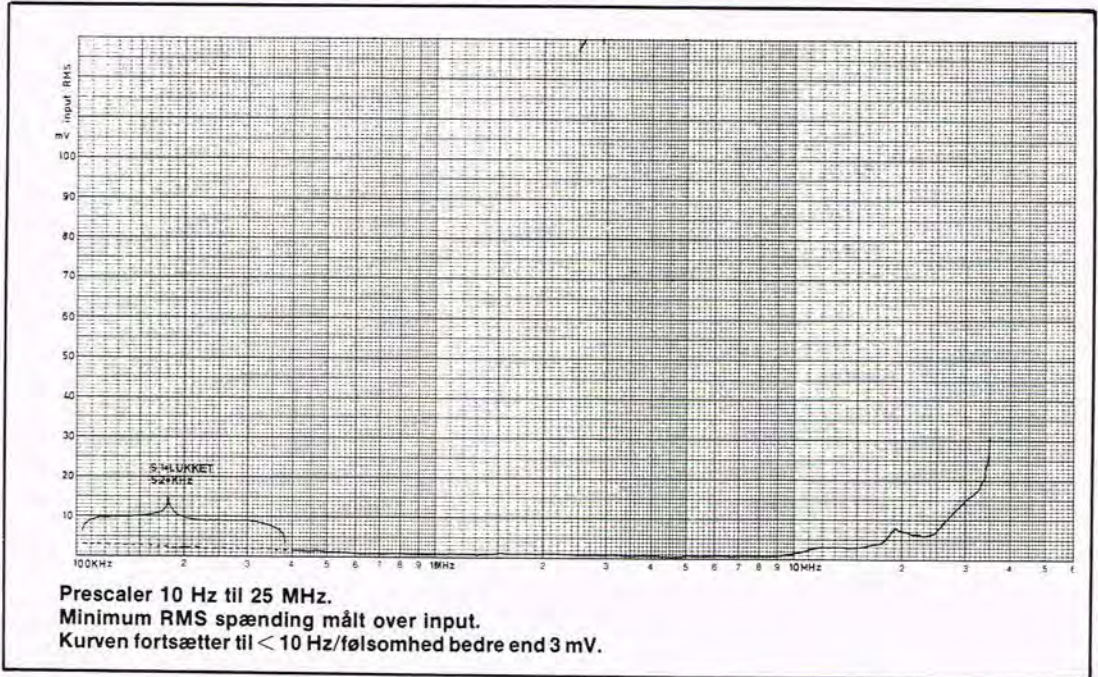 input RMS
mV
100
90
80
70
60
50
40
30
20
10
S1=LUKKET
S2=KHz
100KHz 2 3 4 5 6 7 8 9 1MHz 2 3 4 5 6 7 8 9 10MHz 2 3 4 5 6
Prescaler 10 Hz til 25 MHz.
Minimum RMS spænding målt over input.
Kurven fortsætter til < 10 Hz/følsomhed bedre end 3 mV.